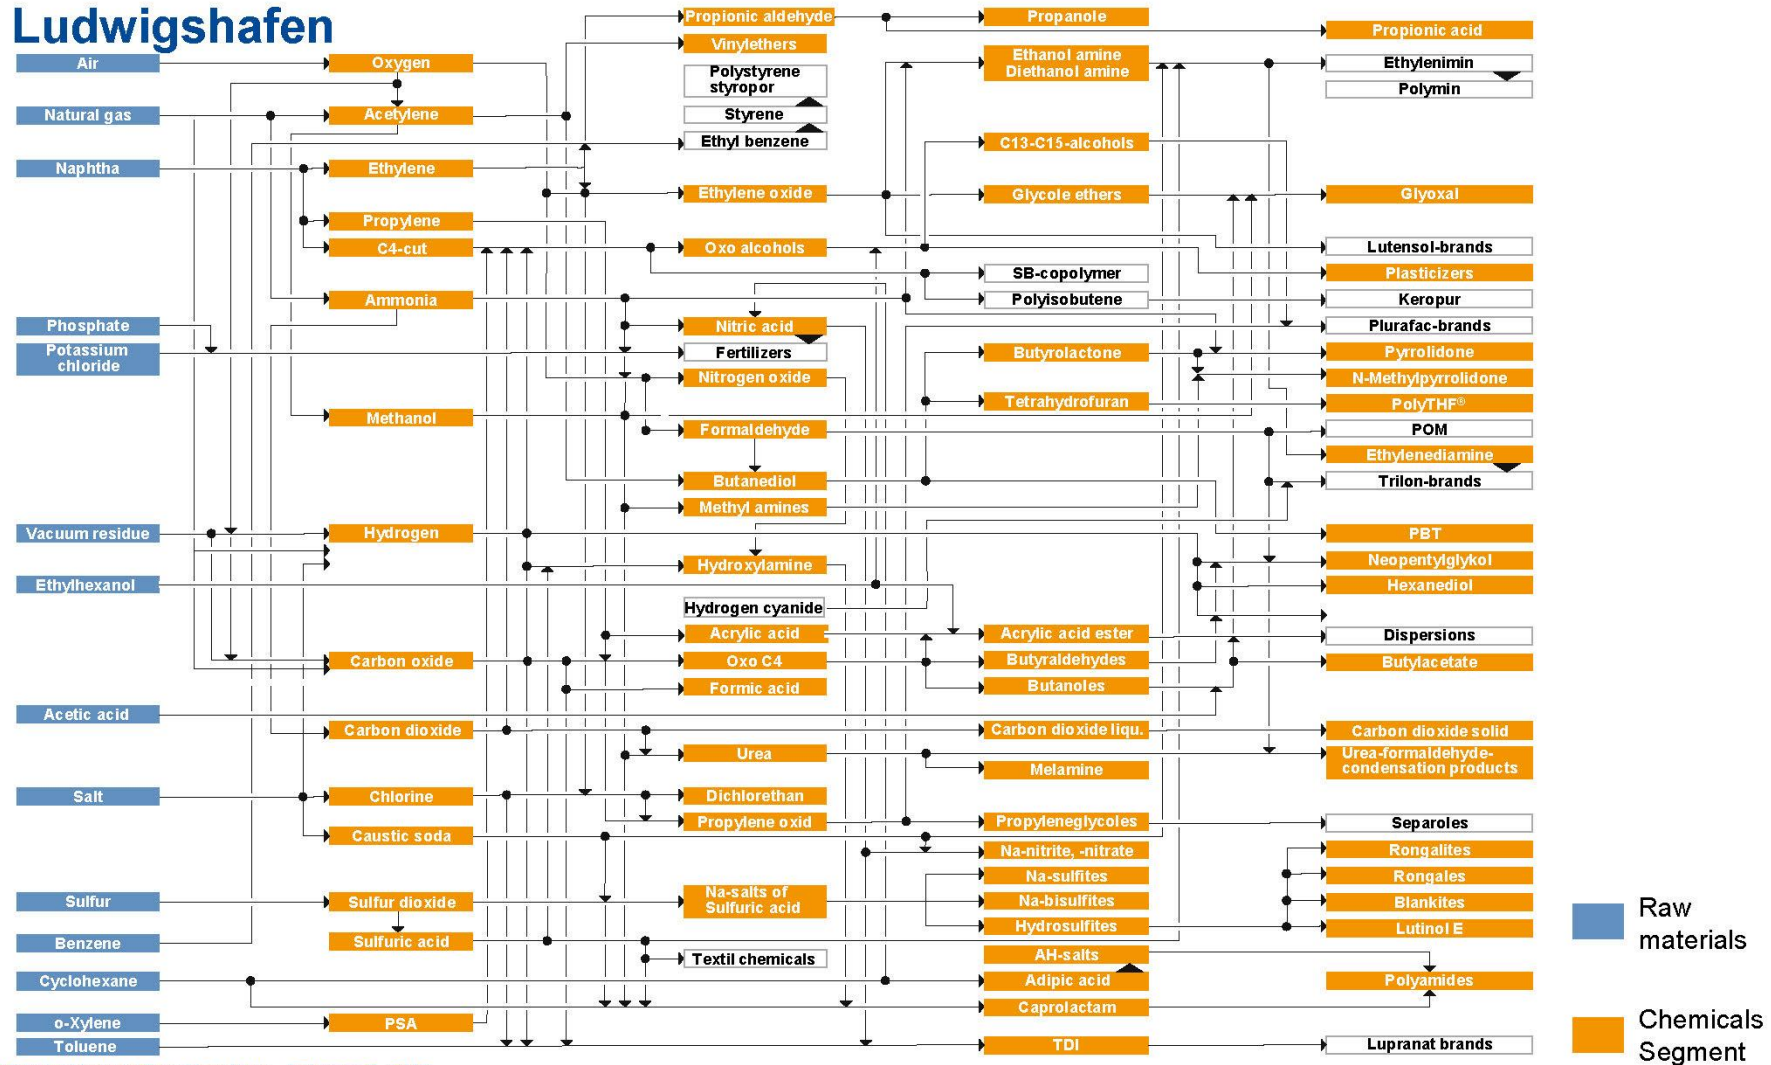 Ludwigshafen
Air
Natural gas
Naphtha
Phosphate
Potassium
chloride
Vacuum residue
Ethylhexanol
Acetic acid
Salt
Sulfur
Benzene
Cyclohexane
o-Xylene
Toluene
Oxygen
Acetylene
Ethylene
Propylene
C4-cut
Ammonia
Methanol
Hydrogen
Carbon oxide
Carbon dioxide
Chlorine
Caustic soda
Sulfur dioxide
Sulfuric acid
PSA
Propionic aldehyde
Vinylethers
Polystyrene
styropor
Styrene
Ethyl benzene
Ethylene oxide
Oxo alcohols
Nitric acid
Fertilizers
Nitrogen oxide
Formaldehyde
Butanediol
Methyl amines
Hydroxylamine
Hydrogen cyanide
Acrylic acid
Oxo C4
Formic acid
Urea
Dichlorethan
Propylene oxid
Na-salts of
Sulfuric acid
Textil chemicals
Propanole
Ethanol amine
Diethanol amine
C13-C15-alcohols
Glycole ethers
SB-copolymer
Polyisobutene
Butyrolactone
Tetrahydrofuran
Acrylic acid ester
Butyraldehydes
Butanoles
Carbon dioxide liqu.
Melamine
Propyleneglycoles
Na-nitrite, -nitrate
Na-sulfites
Na-bisulfites
Hydrosulfites
AH-salts
Adipic acid
Caprolactam
TDI
Propionic acid
Ethylenimin
Polymin
Glyoxal
Lutensol-brands
Plasticizers
Keropur
Plurafac-brands
Pyrrolidone
N-Methylpyrrolidone
PolyTHF®
POM
Ethylenediamine
Trilon-brands
PBT
Neopentylglykol
Hexanediol
Dispersions
Butylacetate
Carbon dioxide solid
Urea-formaldehyde-
condensation products
Separoles
Rongalites
Rongales
Blankites
Lutinol E
Polyamides
Lupranat brands
Raw
materials
Chemicals
Segment